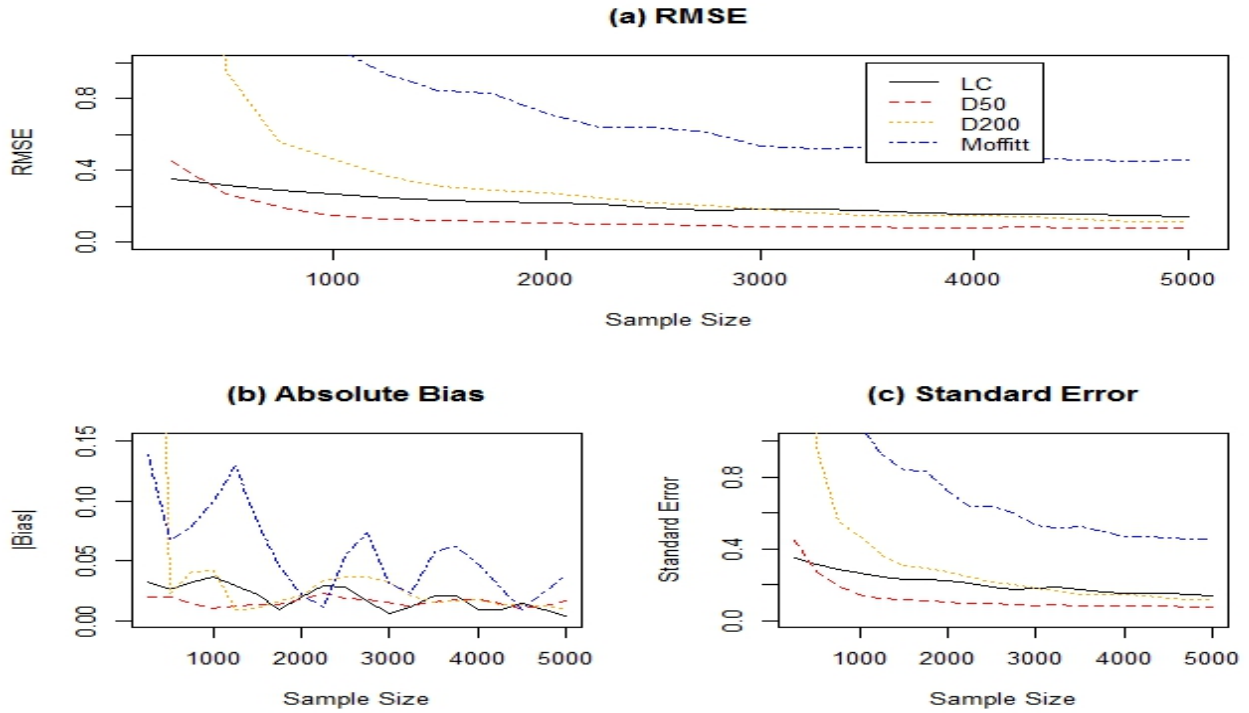 (a) RMSE
RMSE
0.0 0.4 0.8
LC
D50
D200
Moffitt
1000 2000 3000 4000 5000
Sample Size
(b) Absolute Bias
|Bias|
0.00 0.05 0.10 0.15
1000 2000 3000 4000 5000
Sample Size
(c) Standard Error
Standard Error
0.0 0.4 0.8
1000 2000 3000 4000 5000
Sample Size